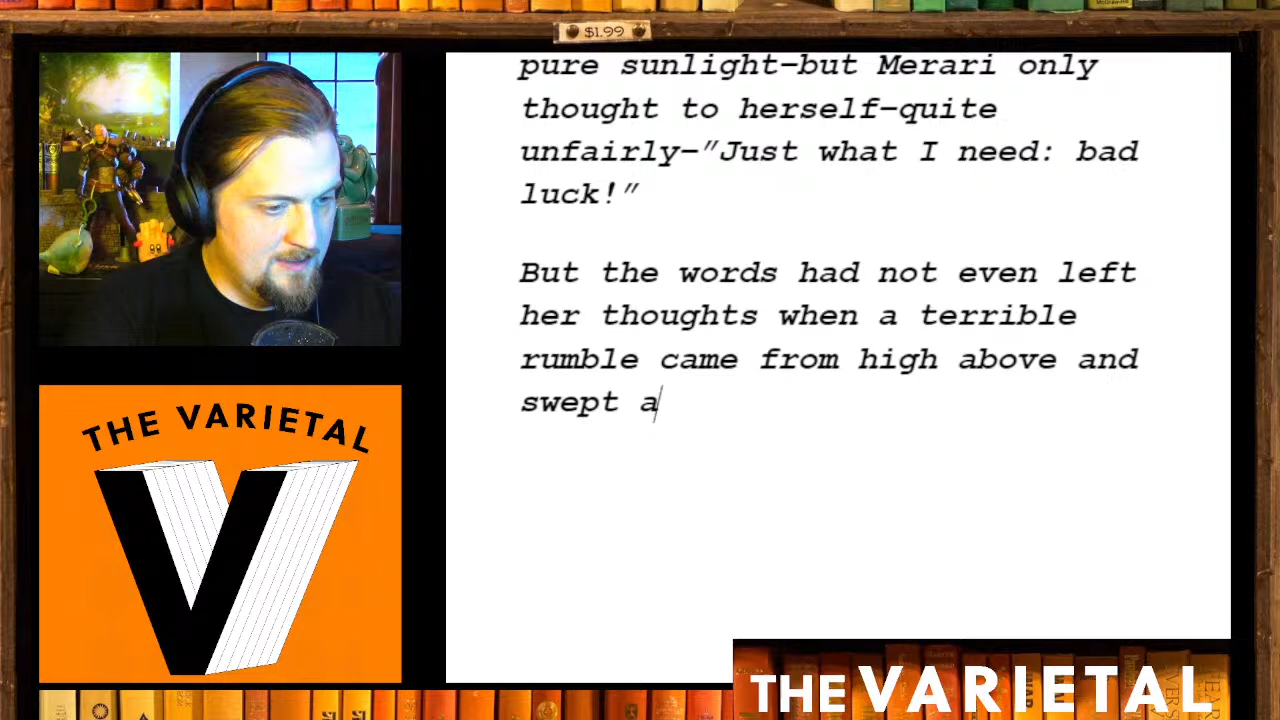 $1.99
pure sunlight–but Merari only
thought to herself–quite
unfairly–"Just what I need: bad
luck!"
But the words had not even left
her thoughts when a terrible
rumble came from high above and
swept a
THE VARIETAL
V
THE VARIETAL